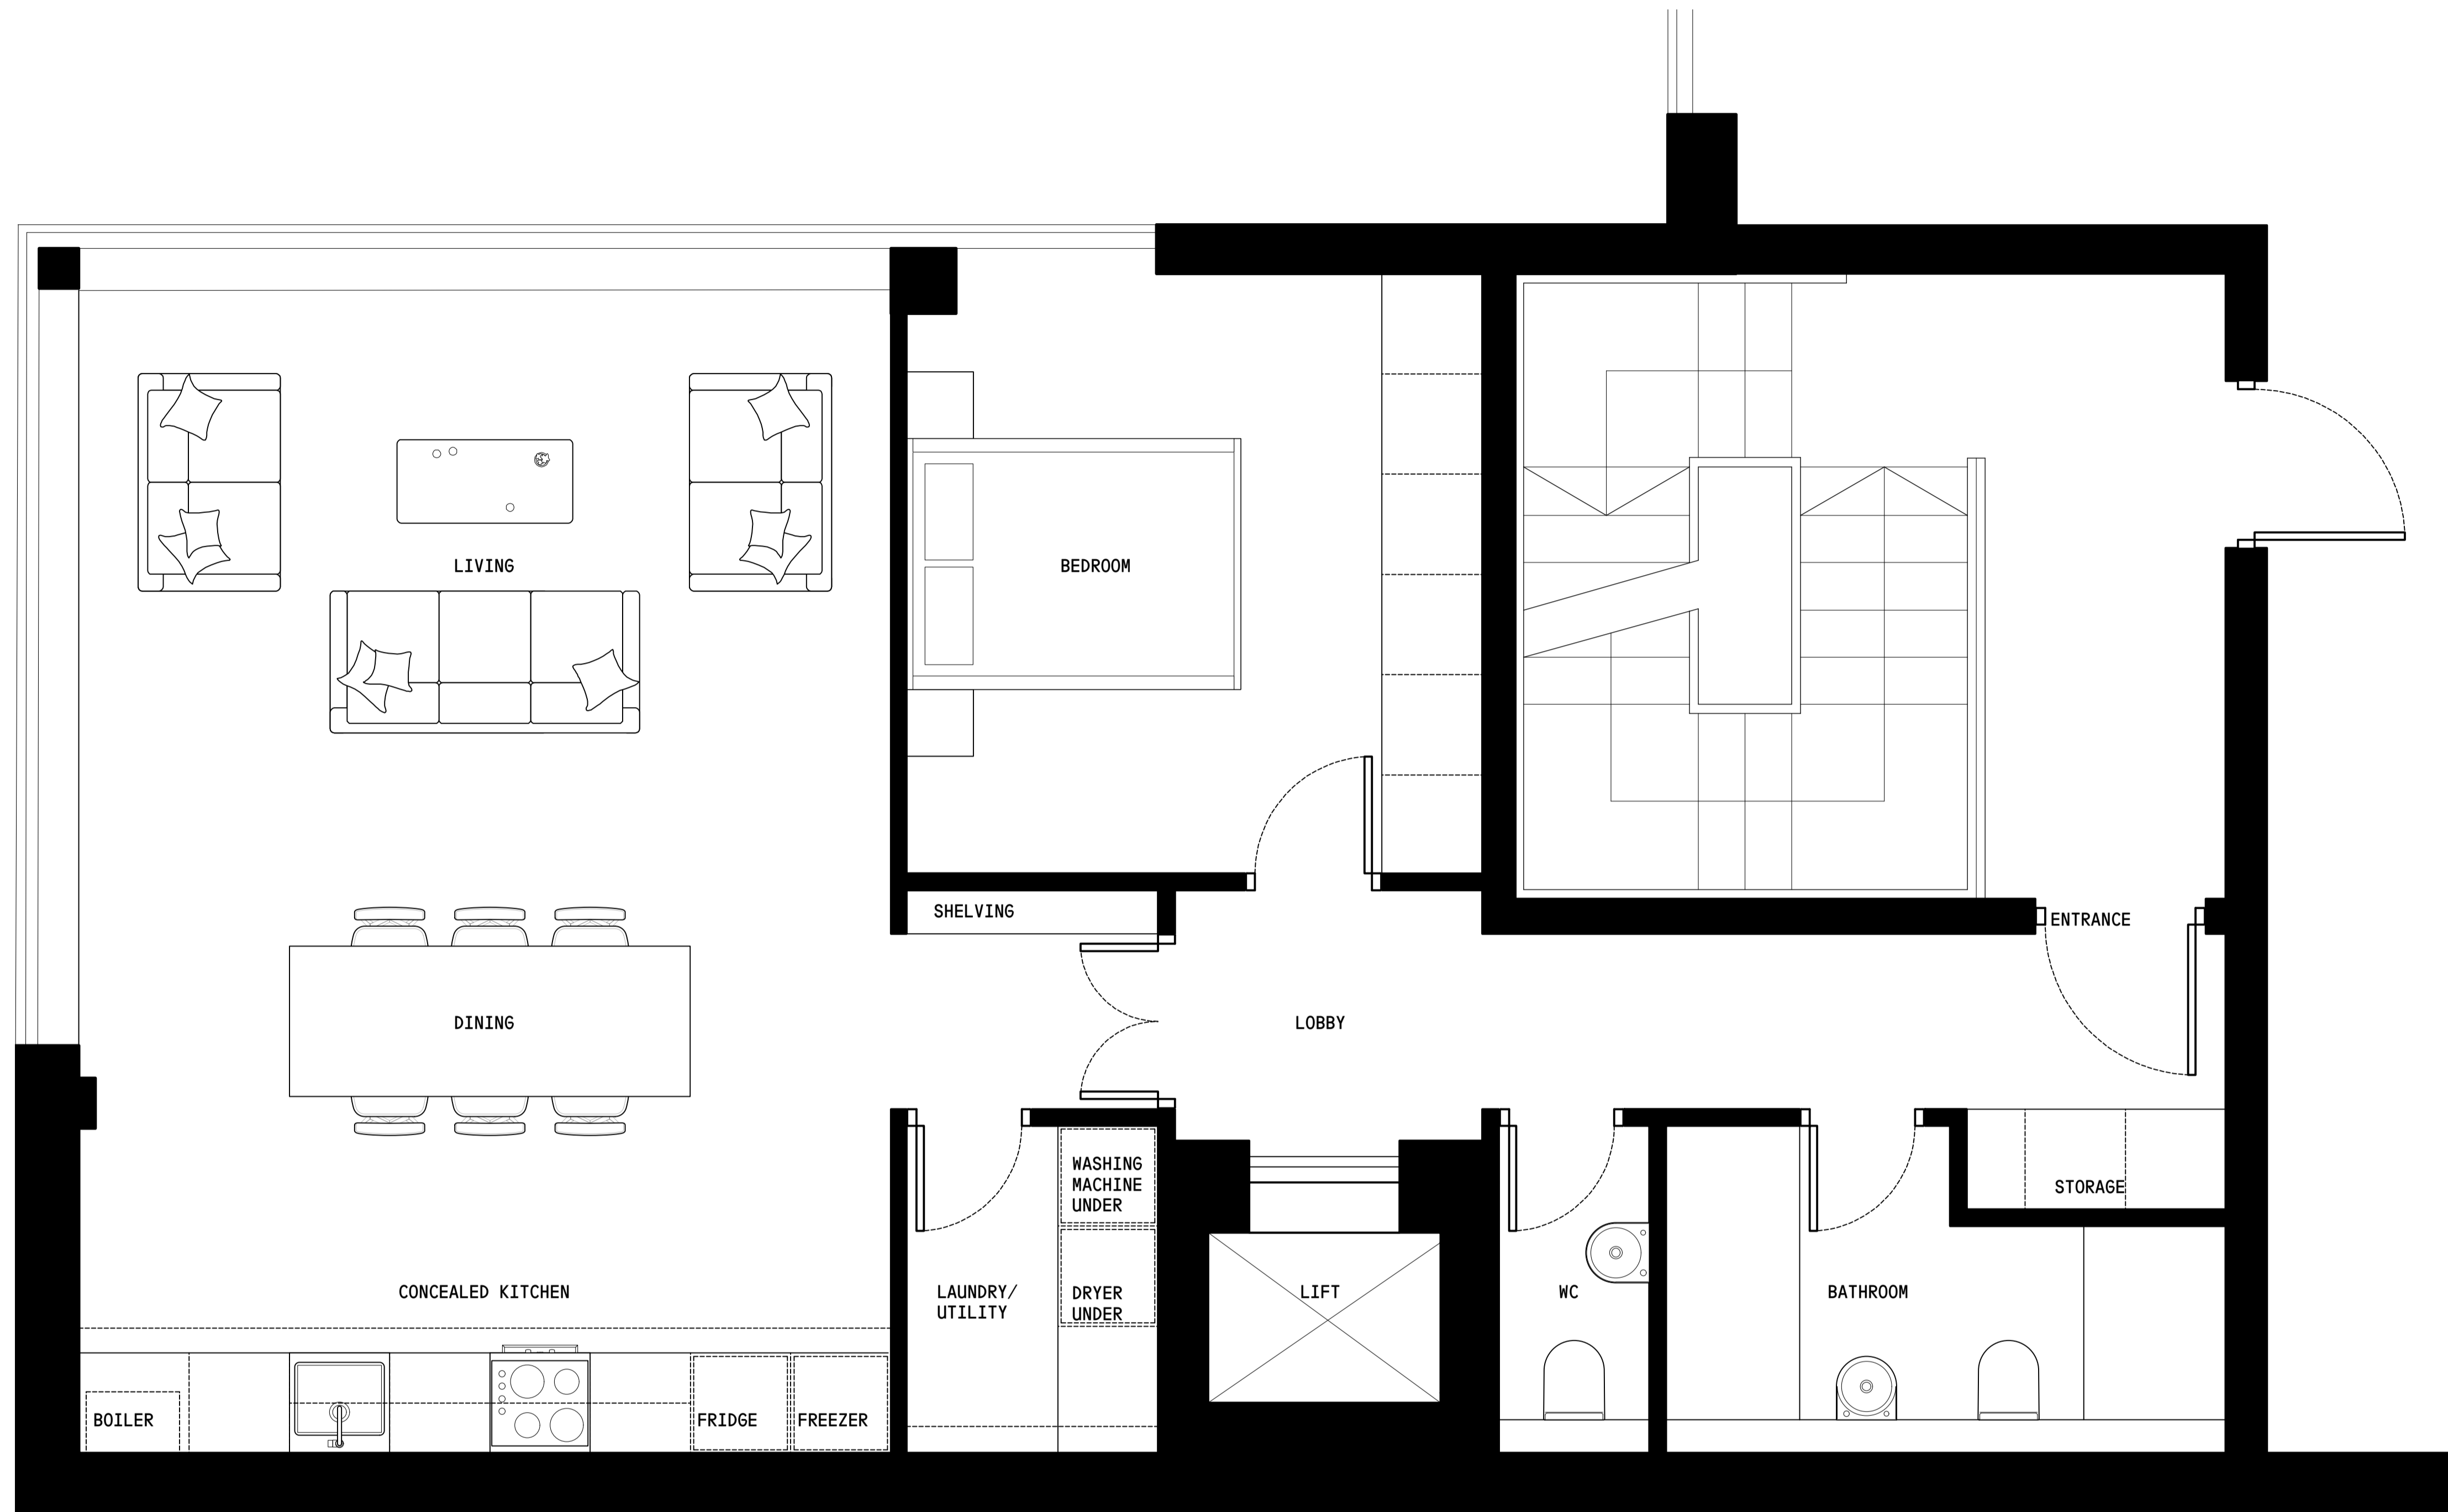 LIVING
BEDROOM
SHELVING
ENTRANCE
DINING
LOBBY
WASHING
MACHINE
UNDER
STORAGE
CONCEALED KITCHEN
LAUNDRY/
UTILITY
DRYER
UNDER
LIFT
WC
BATHROOM
BOILER
FRIDGE
FREEZER